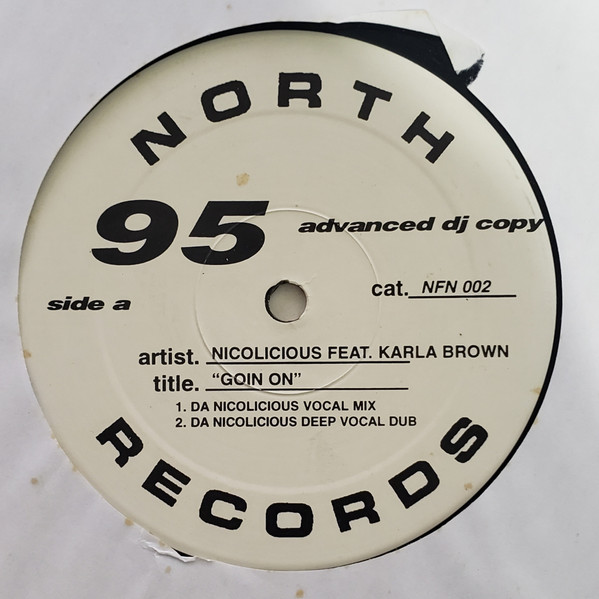 NORTH
95
advanced dj copy
cat. NFN 002
side a
artist. NICOLICIOUS FEAT. KARLA BROWN
title. “GOIN ON”
1. DA NICOLICIOUS VOCAL MIX
2. DA NICOLICIOUS DEEP VOCAL DUB
RECORDS